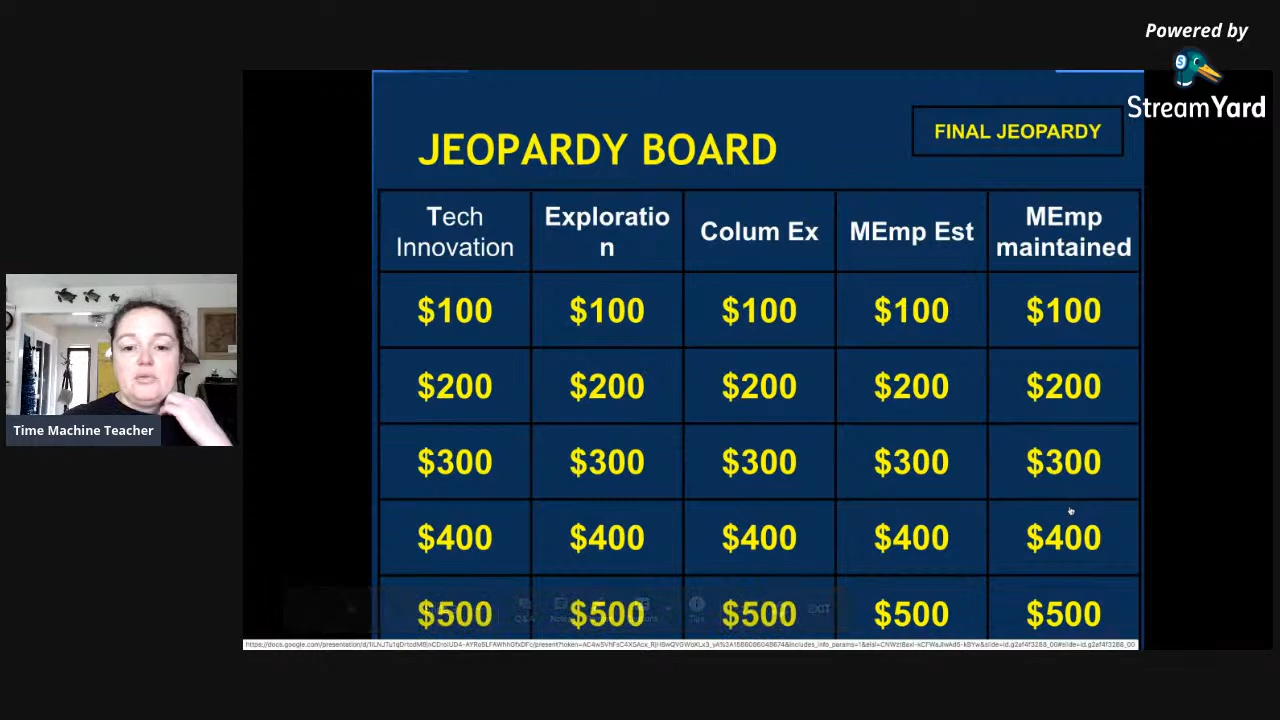 Powered by
StreamYard
FINAL JEOPARDY
JEOPARDY BOARD
Tech
Innovation
Exploratio
n
Colum Ex
MEmp Est
MEmp
maintained
$100 $100 $100 $100 $100
$200 $200 $200 $200 $200
$300 $300 $300 $300 $300
$400 $400 $400 $400 $400
$500 $500 $500 $500 $500
Q&A
Tips
EXIT
Time Machine Teacher